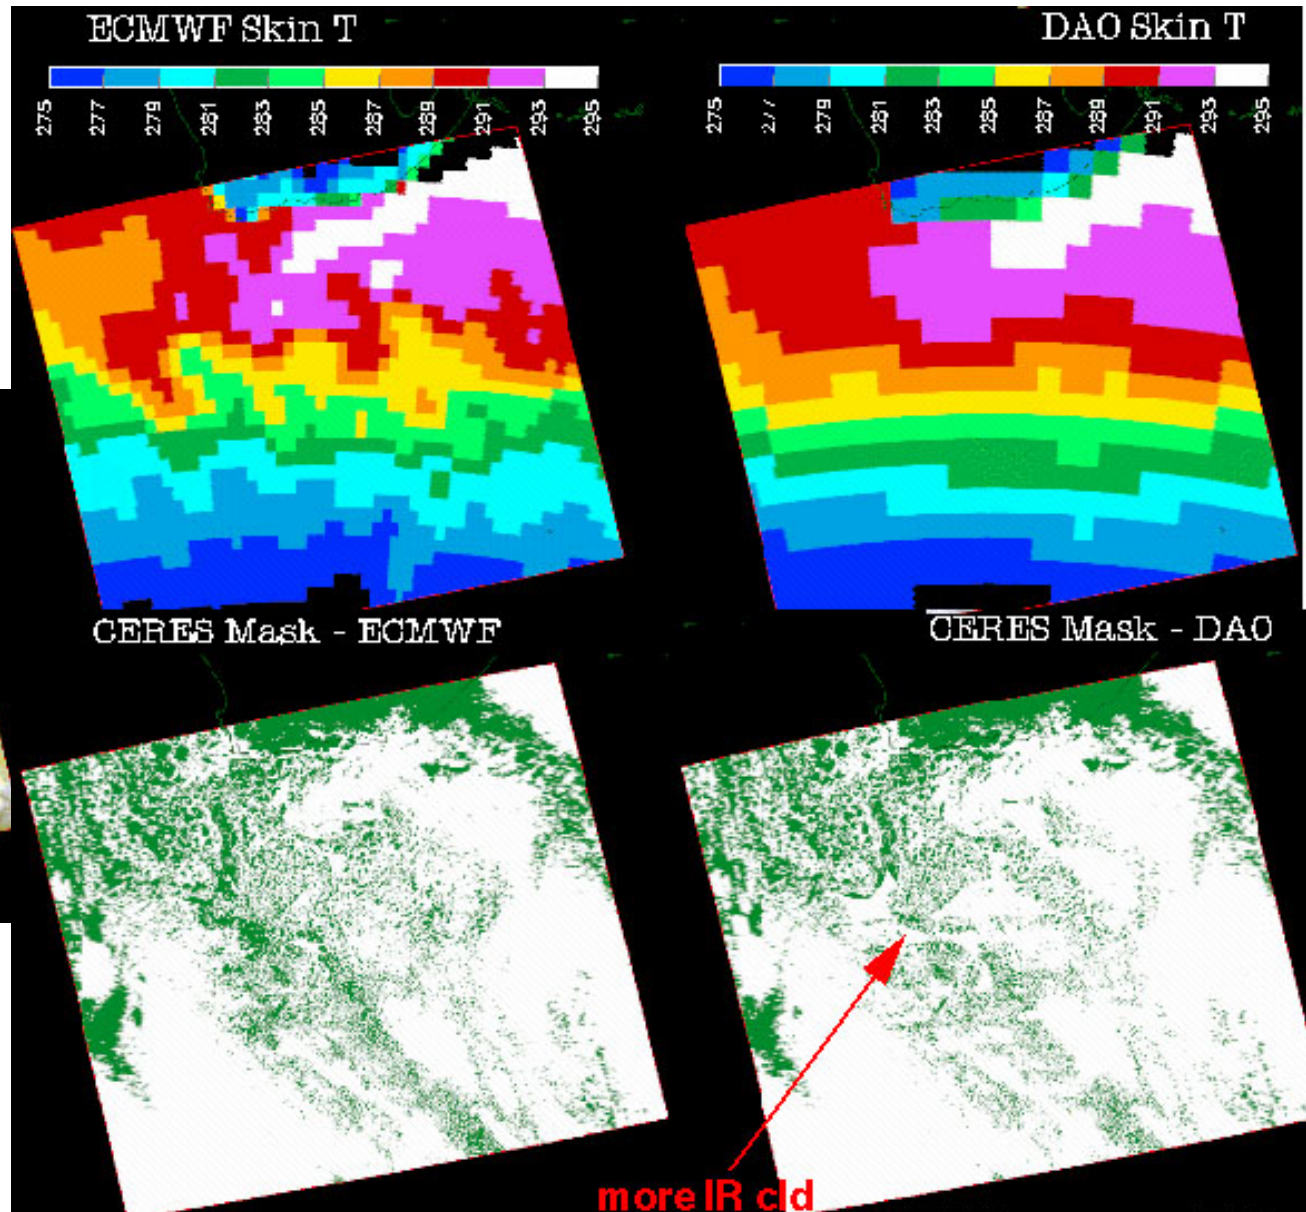 ECMWF Skin T
DAO Skin T
275 277 279 281 283 285 287 289 291 293 295
275 277 279 281 283 285 287 289 291 293 295
CERES Mask - ECMWF
CERES Mask - DAO
more IR cld